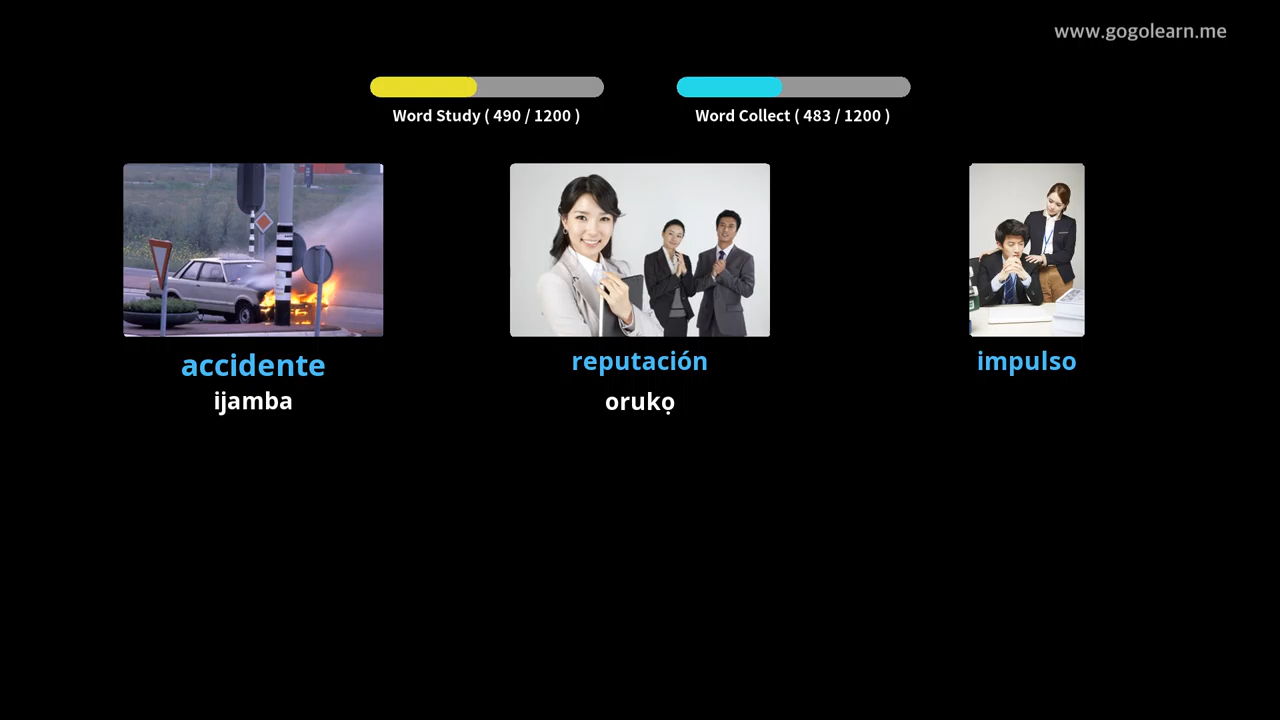 www.gogolearn.me
Word Study ( 490 / 1200 )
Word Collect ( 483 / 1200 )
accidente
ijamba
reputación
orukọ
impulso